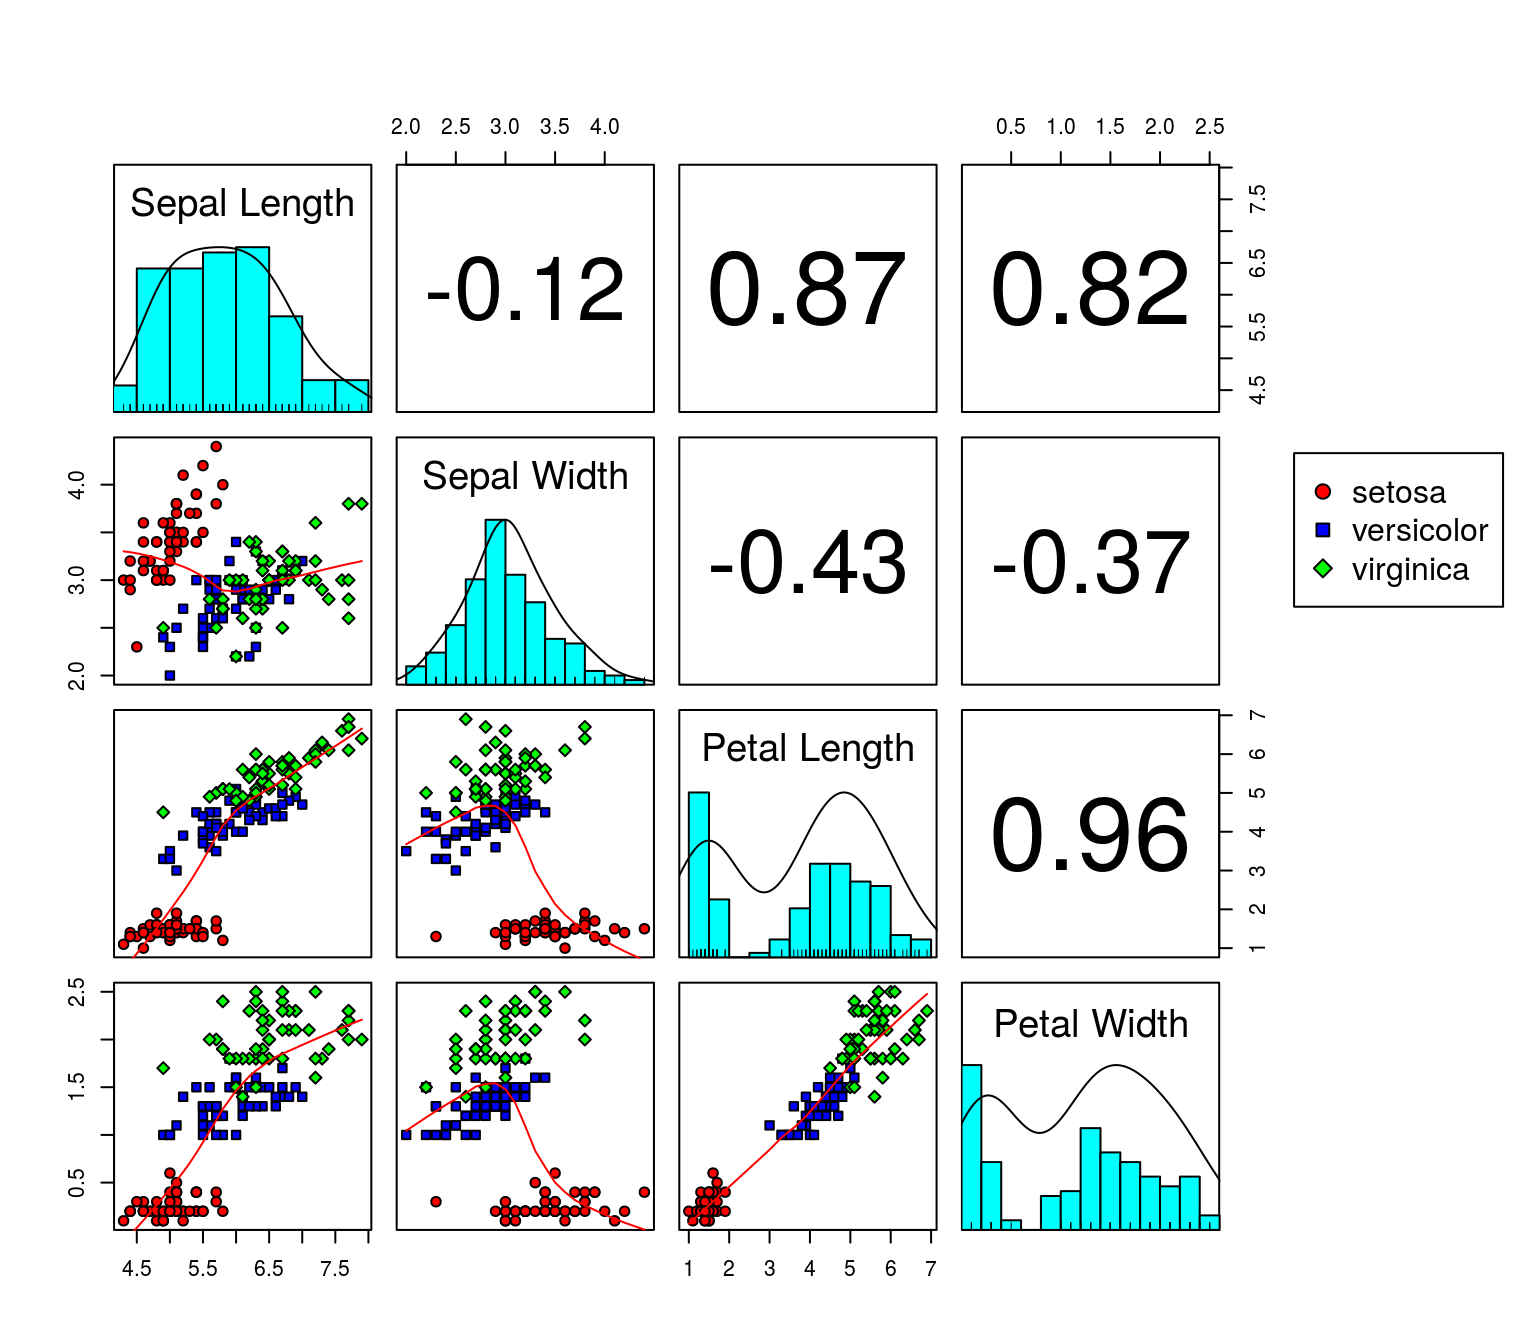 2.0 2.5 3.0 3.5 4.0
0.5 1.0 1.5 2.0 2.5
Sepal Length
-0.12
0.87
0.82
4.5 5.5 6.5 7.5
2.0 3.0 4.0
Sepal Width
-0.43
-0.37
setosa
versicolor
virginica
Petal Length
0.96
1 2 3 4 5 6 7
0.5 1.5 2.5
Petal Width
4.5 5.5 6.5 7.5
1 2 3 4 5 6 7